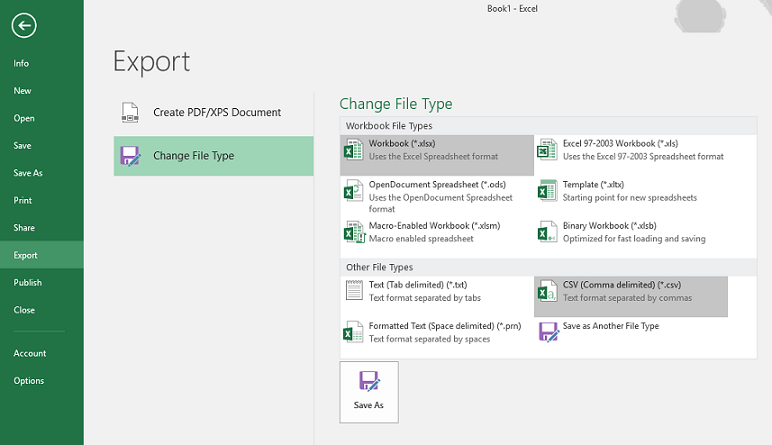 Book1 - Excel
Info
New
Open
Save
Save As
Print
Share
Export
Publish
Close
Account
Options
Export
Create PDF/XPS Document
Change File Type
Change File Type
Workbook File Types
Workbook (*.xlsx)
Uses the Excel Spreadsheet format
Excel 97-2003 Workbook (*.xls)
Uses the Excel 97-2003 Spreadsheet format
OpenDocument Spreadsheet (*.ods)
Uses the OpenDocument Spreadsheet
format
Template (*.xltx)
Starting point for new spreadsheets
Macro-Enabled Workbook (*.xlsm)
Macro enabled spreadsheet
Binary Workbook (*.xlsb)
Optimized for fast loading and saving
Other File Types
Text (Tab delimited) (*.txt)
Text format separated by tabs
CSV (Comma delimited) (*.csv)
Text format separated by commas
Formatted Text (Space delimited) (*.prn)
Text format separated by spaces
Save as Another File Type
Save As